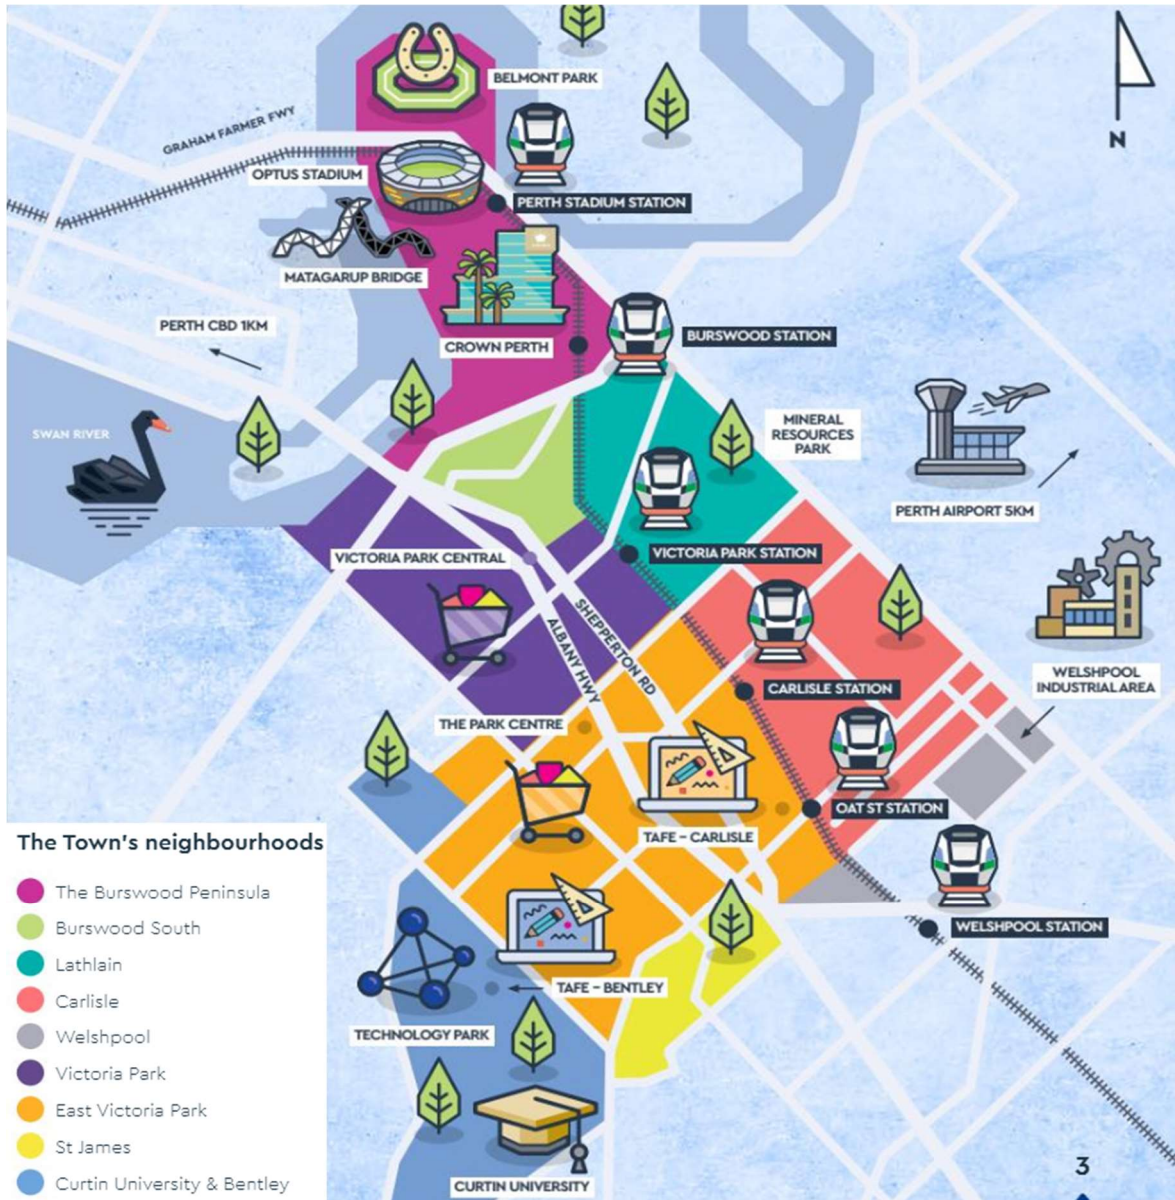 BELMONT PARK
GRAHAM FARMER FWY
N
OPTUS STADIUM
PERTH STADIUM STATION
MATAGARUP BRIDGE
PERTH CBD 1KM
BURSWOOD STATION
CROWN PERTH
MINERAL
RESOURCES
PARK
SWAN RIVER
PERTH AIRPORT 5KM
VICTORIA PARK CENTRAL
VICTORIA PARK STATION
SHEPPERTON RD
ALBANY HWY
WELSHPOOL
INDUSTRIAL AREA
CARLISLE STATION
THE PARK CENTRE
OAT ST STATION
TAFE – CARLISLE
The Town's neighbourhoods
The Burswood Peninsula
Burswood South
Lathlain
Carlisle
Welshpool
Victoria Park
East Victoria Park
St James
Curtin University & Bentley
WELSHPOOL STATION
TAFE – BENTLEY
TECHNOLOGY PARK
CURTIN UNIVERSITY
3